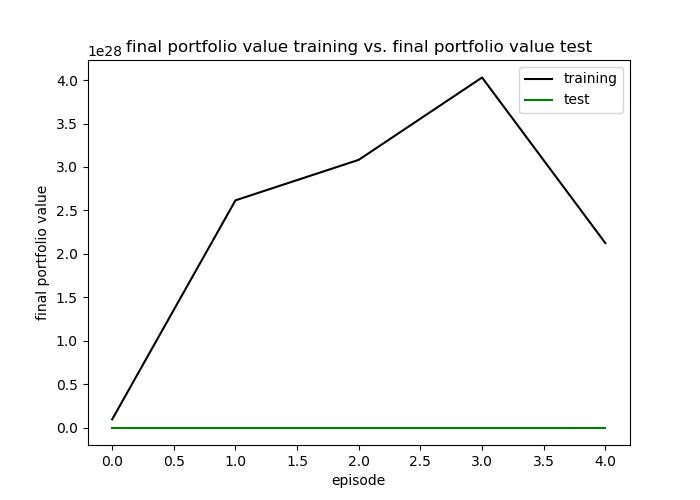 final portfolio value training vs. final portfolio value test
1e28
4.0
3.5
3.0
2.5
2.0
1.5
1.0
0.5
0.0
final portfolio value
training
test
0.0 0.5 1.0 1.5 2.0 2.5 3.0 3.5 4.0
episode